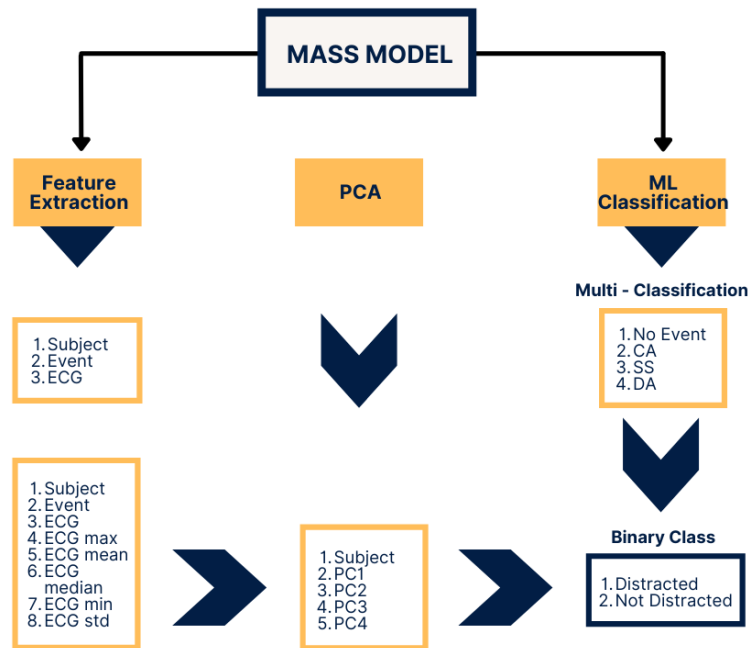 MASS MODEL
Feature
Extraction
PCA
ML
Classification
Multi - Classification
1. Subject
2. Event
3. ECG
1. No Event
2. CA
3. SS
4. DA
1. Subject
2. Event
3. ECG
4. ECG max
5. ECG mean
6. ECG
median
7. ECG min
8. ECG std
1. Subject
2. PC1
3. PC2
4. PC3
5. PC4
Binary Class
1. Distracted
2. Not Distracted